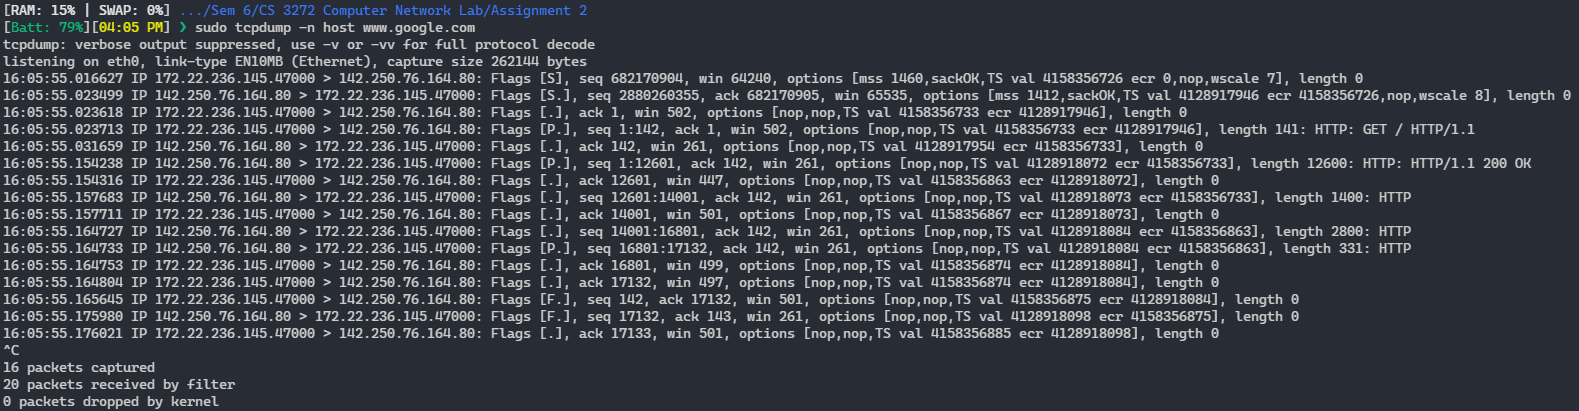 [RAM: 15% | SWAP: 0%] .../Sem 6/CS 3272 Computer Network Lab/Assignment 2
[Batt: 79%][04:05 PM] ❯ sudo tcpdump -n host www.google.com
tcpdump: verbose output suppressed, use -v or -vv for full protocol decode
listening on eth0, link-type EN10MB (Ethernet), capture size 262144 bytes
16:05:55.016627 IP 172.22.236.145.47000 > 142.250.76.164.80: Flags [S], seq 682170904, win 64240, options [mss 1460,sackOK,TS val 4158356726 ecr 0,nop,wscale 7], length 0
16:05:55.023499 IP 142.250.76.164.80 > 172.22.236.145.47000: Flags [S.], seq 2880260355, ack 682170905, win 65535, options [mss 1412,sackOK,TS val 4128917946 ecr 4158356726,nop,wscale 8], length 0
16:05:55.023618 IP 172.22.236.145.47000 > 142.250.76.164.80: Flags [.], ack 1, win 502, options [nop,nop,TS val 4158356733 ecr 4128917946], length 0
16:05:55.023713 IP 172.22.236.145.47000 > 142.250.76.164.80: Flags [P.], seq 1:142, ack 1, win 502, options [nop,nop,TS val 4158356733 ecr 4128917946], length 141: HTTP: GET / HTTP/1.1
16:05:55.031659 IP 142.250.76.164.80 > 172.22.236.145.47000: Flags [.], ack 142, win 261, options [nop,nop,TS val 4128917954 ecr 4158356733], length 0
16:05:55.154238 IP 142.250.76.164.80 > 172.22.236.145.47000: Flags [P.], seq 1:12601, ack 142, win 261, options [nop,nop,TS val 4128918072 ecr 4158356733], length 12600: HTTP: HTTP/1.1 200 OK
16:05:55.154316 IP 172.22.236.145.47000 > 142.250.76.164.80: Flags [.], ack 12601, win 447, options [nop,nop,TS val 4158356863 ecr 4128918072], length 0
16:05:55.157683 IP 142.250.76.164.80 > 172.22.236.145.47000: Flags [.], seq 12601:14001, ack 142, win 261, options [nop,nop,TS val 4128918073 ecr 4158356733], length 1400: HTTP
16:05:55.157711 IP 172.22.236.145.47000 > 142.250.76.164.80: Flags [.], ack 14001, win 501, options [nop,nop,TS val 4158356867 ecr 4128918073], length 0
16:05:55.164727 IP 142.250.76.164.80 > 172.22.236.145.47000: Flags [.], seq 14001:16801, ack 142, win 261, options [nop,nop,TS val 4128918084 ecr 4158356863], length 2800: HTTP
16:05:55.164733 IP 142.250.76.164.80 > 172.22.236.145.47000: Flags [P.], seq 16801:17132, ack 142, win 261, options [nop,nop,TS val 4128918084 ecr 4158356863], length 331: HTTP
16:05:55.164753 IP 172.22.236.145.47000 > 142.250.76.164.80: Flags [.], ack 16801, win 499, options [nop,nop,TS val 4158356874 ecr 4128918084], length 0
16:05:55.164804 IP 172.22.236.145.47000 > 142.250.76.164.80: Flags [.], ack 17132, win 497, options [nop,nop,TS val 4158356874 ecr 4128918084], length 0
16:05:55.165645 IP 172.22.236.145.47000 > 142.250.76.164.80: Flags [F.], seq 142, ack 17132, win 501, options [nop,nop,TS val 4158356875 ecr 4128918084], length 0
16:05:55.175980 IP 142.250.76.164.80 > 172.22.236.145.47000: Flags [F.], seq 17132, ack 143, win 261, options [nop,nop,TS val 4128918098 ecr 4158356875], length 0
16:05:55.176021 IP 172.22.236.145.47000 > 142.250.76.164.80: Flags [.], ack 17133, win 501, options [nop,nop,TS val 4158356885 ecr 4128918098], length 0
^C
16 packets captured
20 packets received by filter
0 packets dropped by kernel